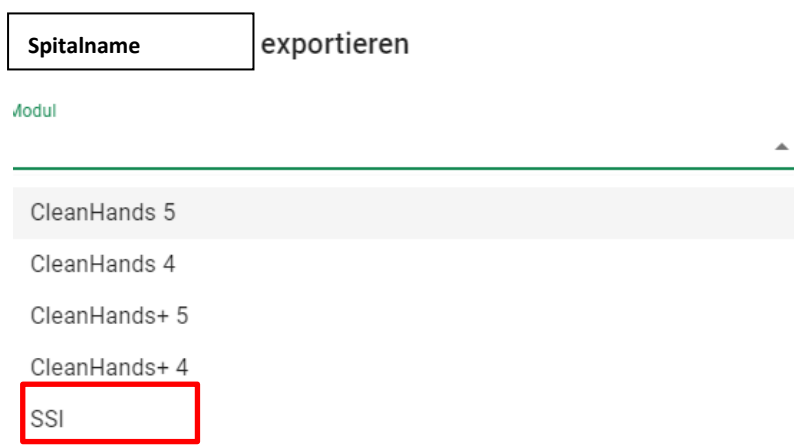 Spitalname exportieren
Modul
CleanHands 5
CleanHands 4
CleanHands+ 5
CleanHands+ 4
SSI